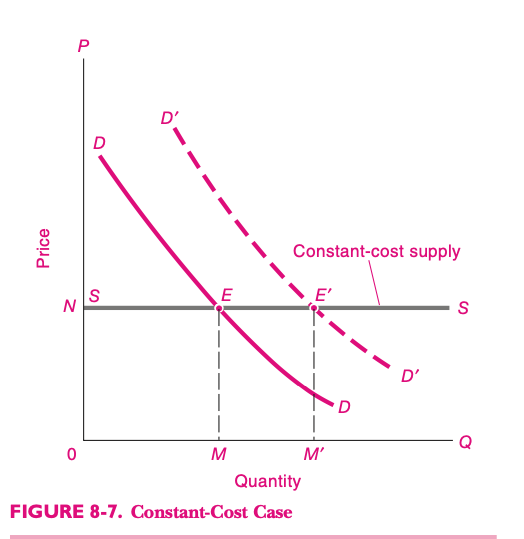 P
D′
D
Price
Constant-cost supply
N
S
E
E′
S
D′
D
0
M
M′
Q
Quantity
FIGURE 8-7. Constant-Cost Case